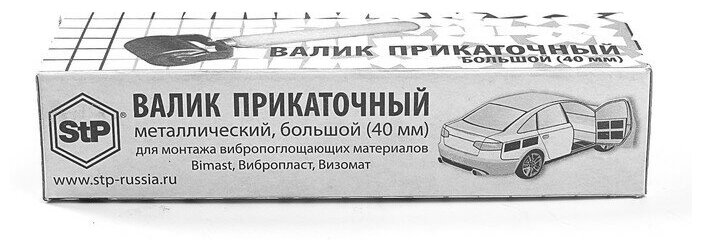 ВАЛИК ПРИКАТОЧНЫЙ
БОЛЬШОЙ (40 мм)
StP®
ВАЛИК ПРИКАТОЧНЫЙ
металлический, большой (40 мм)
для монтажа вибропоглощающих материалов
Bimast, Вибропласт, Визомат
www.stp-russia.ru